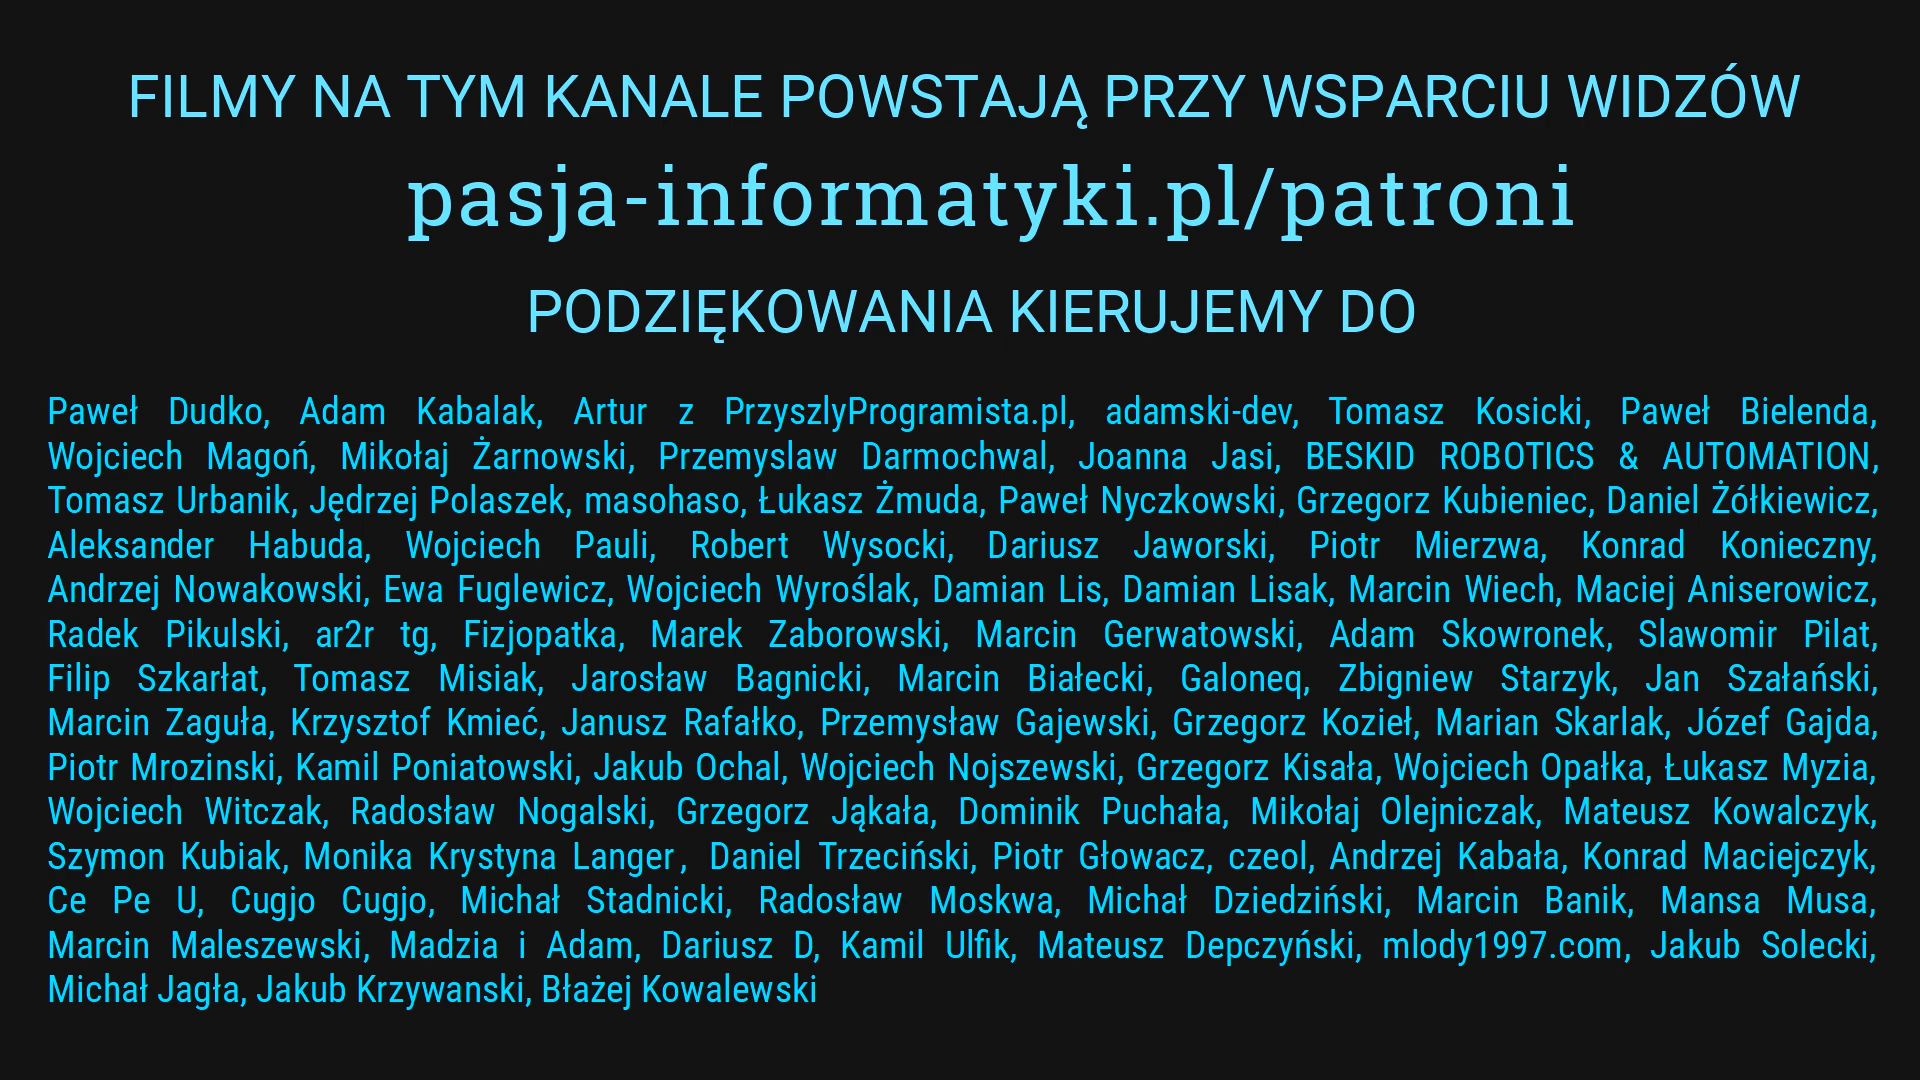 FILMY NA TYM KANALE POWSTAJĄ PRZY WSPARCIU WIDZÓW
pasja-informatyki.pl/patroni
PODZIĘKOWANIA KIERUJEMY DO
Paweł Dudko, Adam Kabalak, Artur z PrzyszlyProgramista.pl, adamski-dev, Tomasz Kosicki, Paweł Bielenda,
Wojciech Magoń, Mikołaj Żarnowski, Przemyslaw Darmochwal, Joanna Jasi, BESKID ROBOTICS & AUTOMATION,
Tomasz Urbanik, Jędrzej Polaszek, masohaso, Łukasz Żmuda, Paweł Nyczkowski, Grzegorz Kubieniec, Daniel Żółkiewicz,
Aleksander Habuda, Wojciech Pauli, Robert Wysocki, Dariusz Jaworski, Piotr Mierzwa, Konrad Konieczny,
Andrzej Nowakowski, Ewa Fuglewicz, Wojciech Wyroślak, Damian Lis, Damian Lisak, Marcin Wiech, Maciej Aniserowicz,
Radek Pikulski, ar2r tg, Fizjopatka, Marek Zaborowski, Marcin Gerwatowski, Adam Skowronek, Slawomir Pilat,
Filip Szkarłat, Tomasz Misiak, Jarosław Bagnicki, Marcin Białecki, Galoneq, Zbigniew Starzyk, Jan Szałański,
Marcin Zaguła, Krzysztof Kmieć, Janusz Rafałko, Przemysław Gajewski, Grzegorz Kozieł, Marian Skarlak, Józef Gajda,
Piotr Mrozinski, Kamil Poniatowski, Jakub Ochal, Wojciech Nojszewski, Grzegorz Kisała, Wojciech Opałka, Łukasz Myzia,
Wojciech Witczak, Radosław Nogalski, Grzegorz Jąkała, Dominik Puchała, Mikołaj Olejniczak, Mateusz Kowalczyk,
Szymon Kubiak, Monika Krystyna Langer , Daniel Trzeciński, Piotr Głowacz, czeol, Andrzej Kabała, Konrad Maciejczyk,
Ce Pe U, Cugjo Cugjo, Michał Stadnicki, Radosław Moskwa, Michał Dziedziński, Marcin Banik, Mansa Musa,
Marcin Maleszewski, Madzia i Adam, Dariusz D, Kamil Ulfik, Mateusz Depczyński, mlody1997.com, Jakub Solecki,
Michał Jagła, Jakub Krzywanski, Błażej Kowalewski